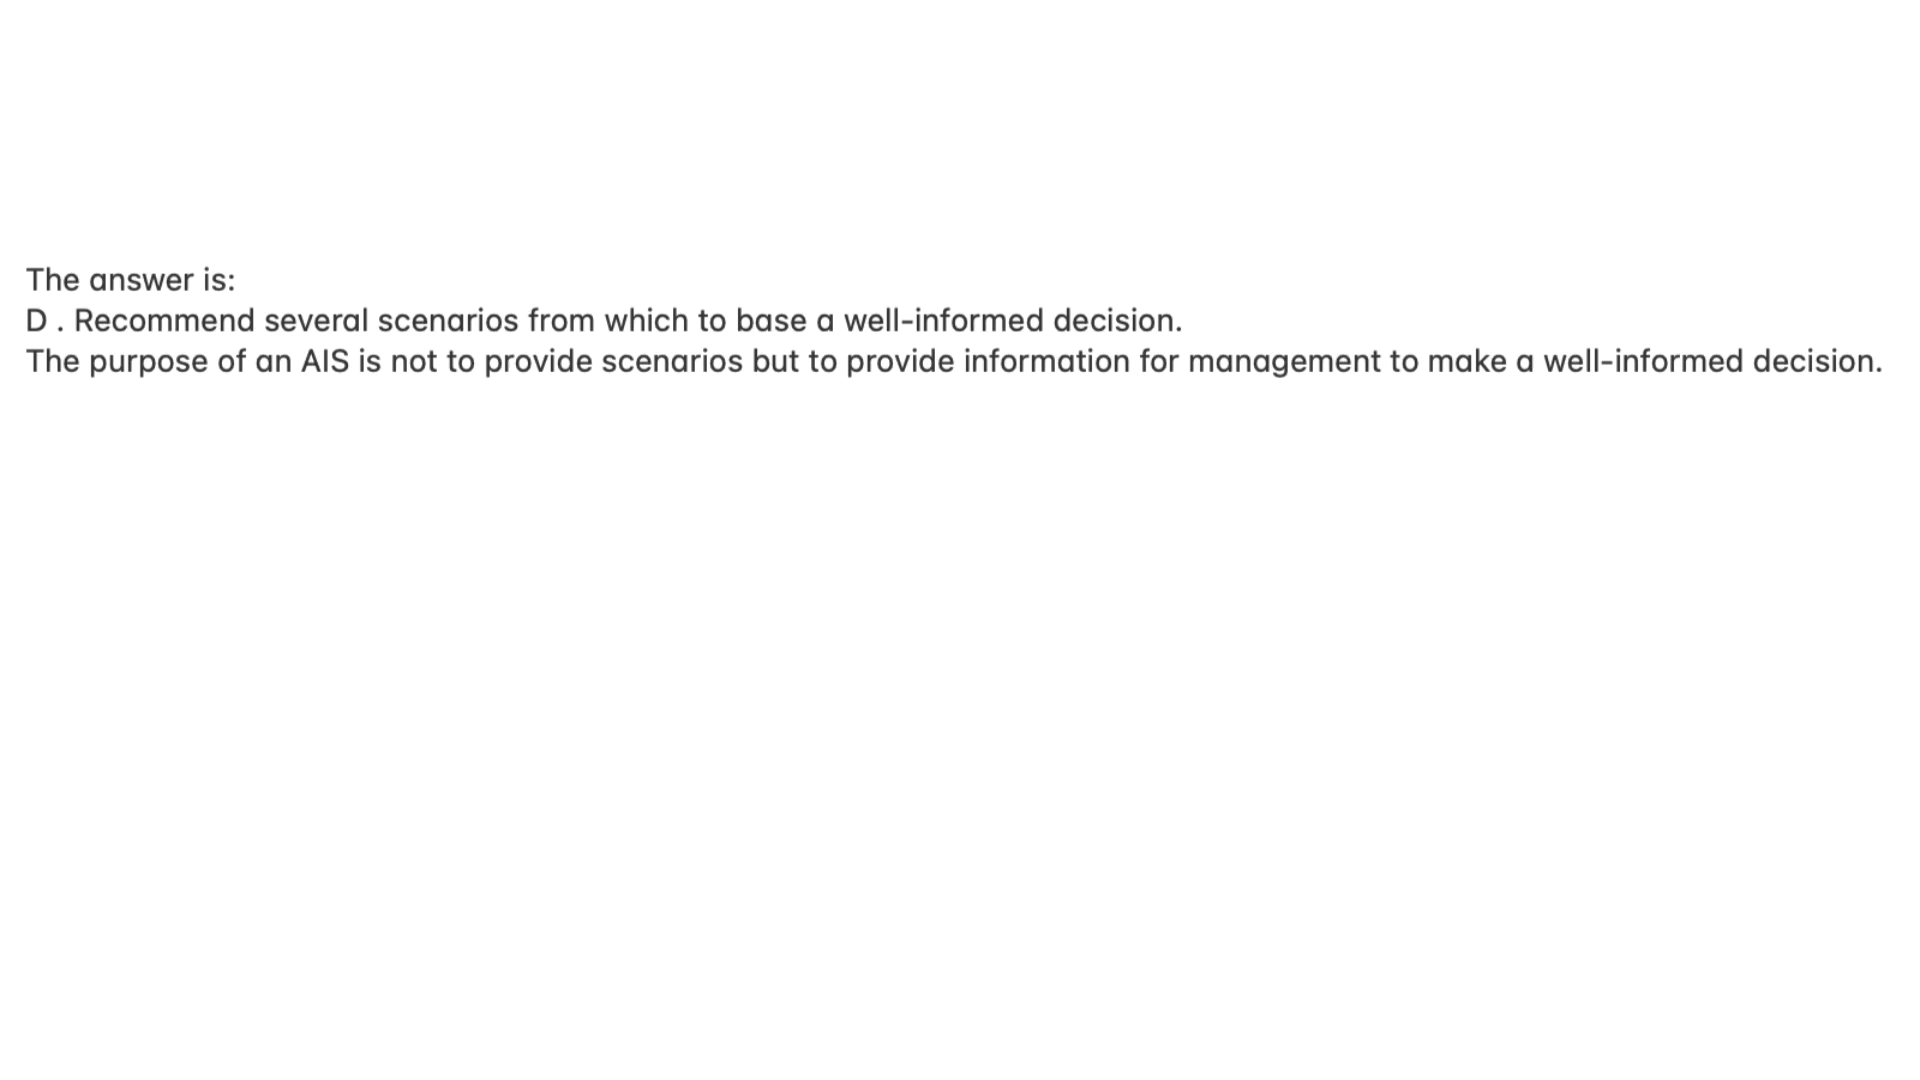 The answer is:
D . Recommend several scenarios from which to base a well-informed decision.
The purpose of an AIS is not to provide scenarios but to provide information for management to make a well-informed decision.